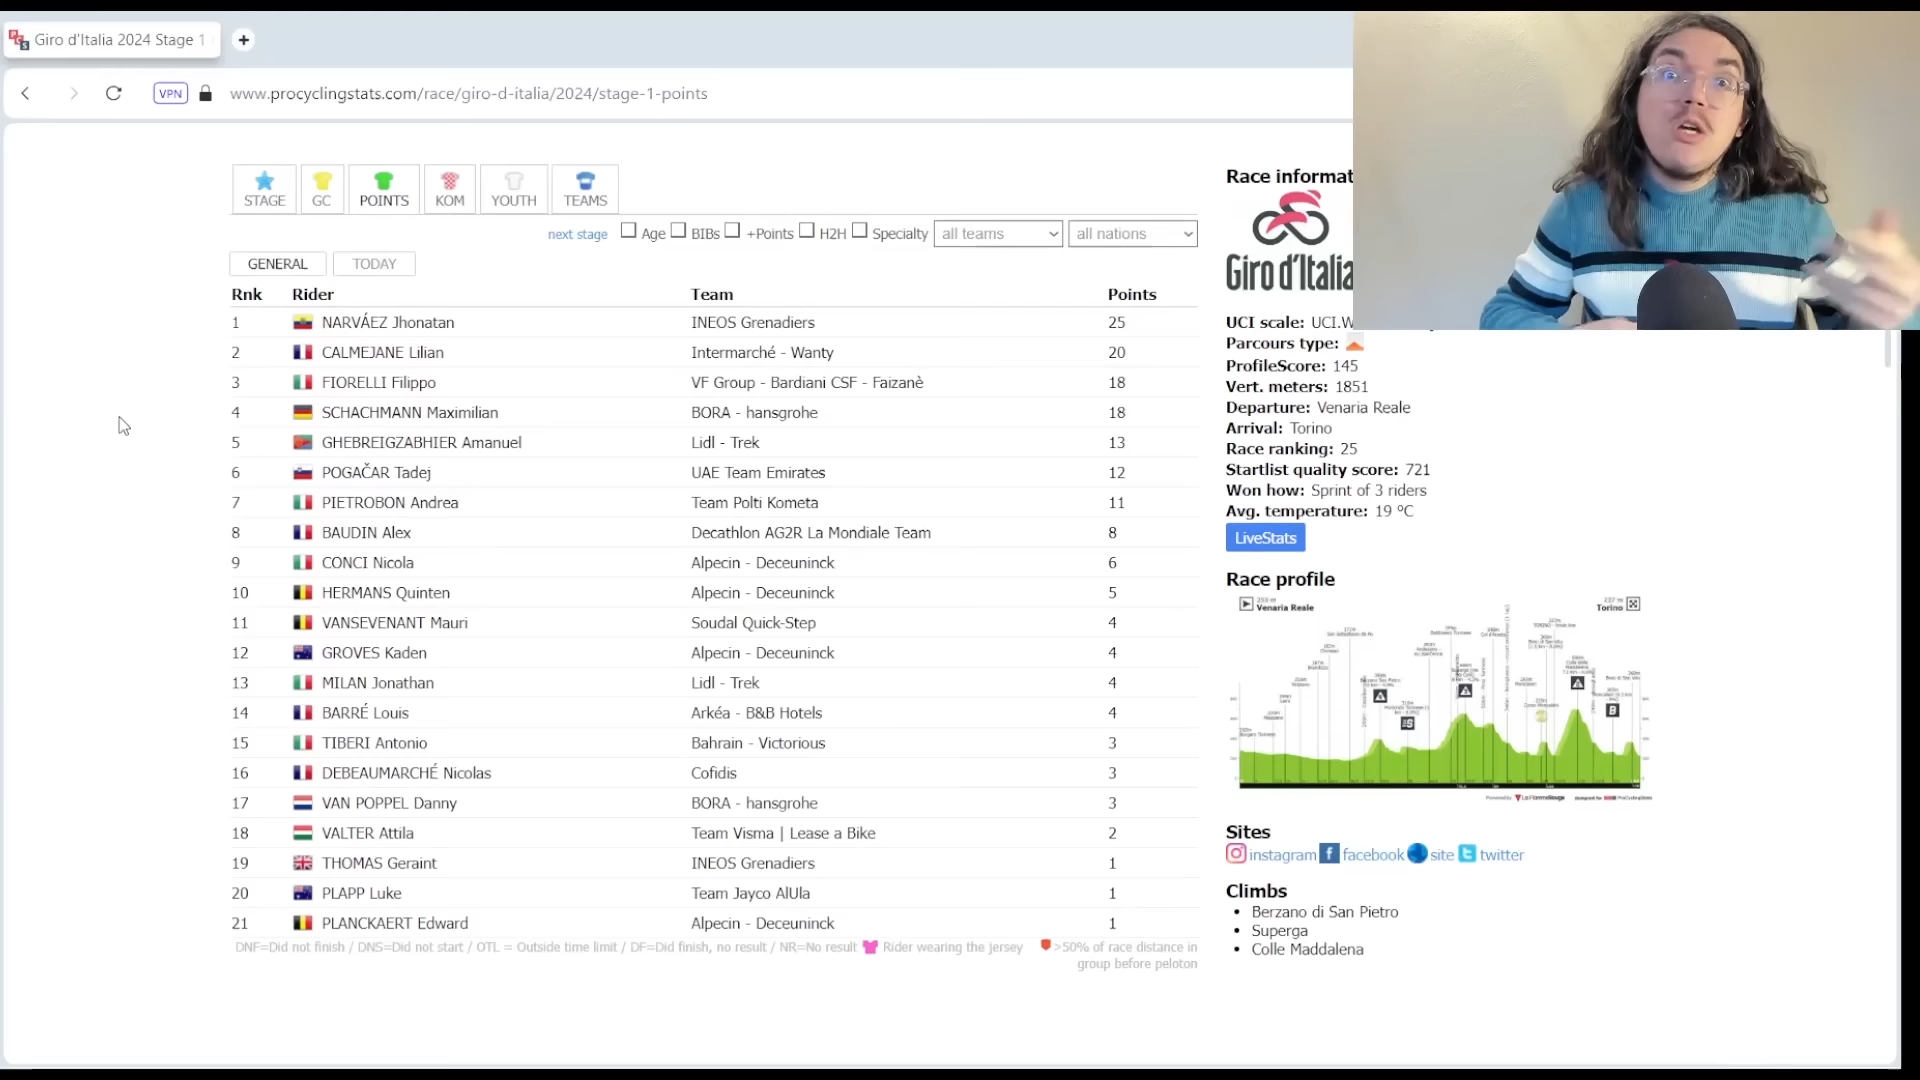 Giro d'Italia 2024 Stage 1
VPN
www.procyclingstats.com/race/giro-d-italia/2024/stage-1-points
STAGE GC POINTS KOM YOUTH TEAMS
next stage Age BIBs +Points H2H Specialty all teams all nations
GENERAL TODAY
Rnk Rider Team Points
1 NARVÁEZ Jhonatan INEOS Grenadiers 25
2 CALMEJANE Lilian Intermarché - Wanty 20
3 FIORELLI Filippo VF Group - Bardiani CSF - Faizanè 18
4 SCHACHMANN Maximilian BORA - hansgrohe 18
5 GHEBREIGZABHIER Amanuel Lidl - Trek 13
6 POGAČAR Tadej UAE Team Emirates 12
7 PIETROBON Andrea Team Polti Kometa 11
8 BAUDIN Alex Decathlon AG2R La Mondiale Team 8
9 CONCI Nicola Alpecin - Deceuninck 6
10 HERMANS Quinten Alpecin - Deceuninck 5
11 VANSEVENANT Mauri Soudal Quick-Step 4
12 GROVES Kaden Alpecin - Deceuninck 4
13 MILAN Jonathan Lidl - Trek 4
14 BARRÉ Louis Arkéa - B&B Hotels 4
15 TIBERI Antonio Bahrain - Victorious 3
16 DEBEAUMARCHÉ Nicolas Cofidis 3
17 VAN POPPEL Danny BORA - hansgrohe 3
18 VALTER Attila Team Visma | Lease a Bike 2
19 THOMAS Geraint INEOS Grenadiers 1
20 PLAPP Luke Team Jayco AlUla 1
21 PLANCKAERT Edward Alpecin - Deceuninck 1
DNF=Did not finish / DNS=Did not start / OTL = Outside time limit / DF=Did finish, no result / NR=No result Rider wearing the jersey >50% of race distance in
group before peloton
Race informat
Giro d'Italia
UCI scale: UCI.W
Parcours type:
ProfileScore: 145
Vert. meters: 1851
Departure: Venaria Reale
Arrival: Torino
Race ranking: 25
Startlist quality score: 721
Won how: Sprint of 3 riders
Avg. temperature: 19 °C
LiveStats
Race profile
Venaria Reale
Torino
Sites
instagram facebook site twitter
Climbs
Berzano di San Pietro
Superga
Colle Maddalena